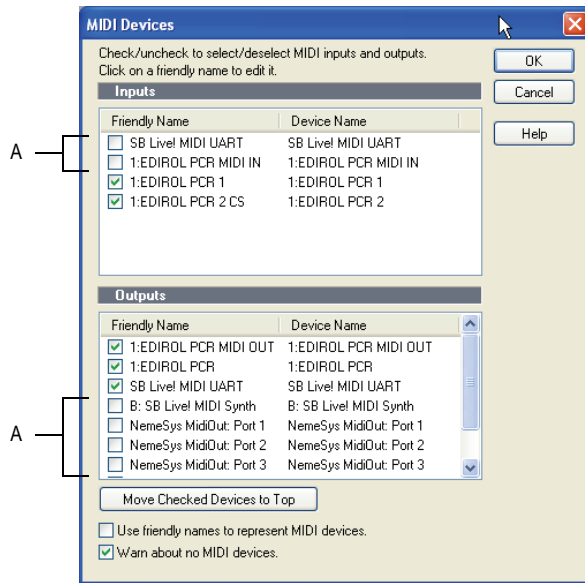 MIDI Devices
Check/uncheck to select/deselect MIDI inputs and outputs.
Click on a friendly name to edit it.
OK
Cancel
Help
Inputs
Friendly Name Device Name
A
SB Live! MIDI UART SB Live! MIDI UART
1:EDIROL PCR MIDI IN 1:EDIROL PCR MIDI IN
1:EDIROL PCR 1 1:EDIROL PCR 1
1:EDIROL PCR 2 CS 1:EDIROL PCR 2
Outputs
Friendly Name Device Name
1:EDIROL PCR MIDI OUT 1:EDIROL PCR MIDI OUT
1:EDIROL PCR 1:EDIROL PCR
SB Live! MIDI UART SB Live! MIDI UART
A
B: SB Live! MIDI Synth B: SB Live! MIDI Synth
NemeSys MidiOut: Port 1 NemeSys MidiOut: Port 1
NemeSys MidiOut: Port 2 NemeSys MidiOut: Port 2
NemeSys MidiOut: Port 3 NemeSys MidiOut: Port 3
Move Checked Devices to Top
Use friendly names to represent MIDI devices.
Warn about no MIDI devices.